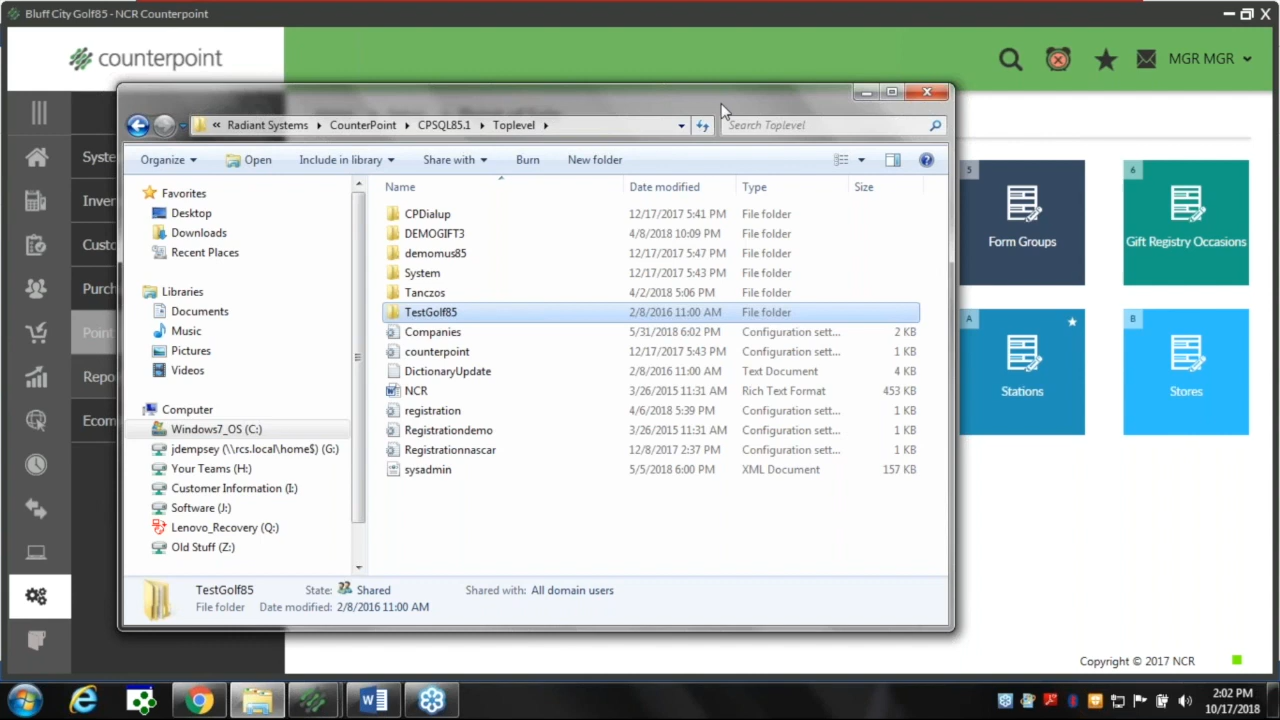 Bluff City Golf85 - NCR Counterpoint
counterpoint
MGR MGR
« Radiant Systems CounterPoint CPSQL85.1 Toplevel
Search Toplevel
Organize Open Include in library Share with Burn New folder
Name Date modified Type Size
Favorites
Desktop
Downloads
Recent Places
Libraries
Documents
Music
Pictures
Videos
Computer
Windows7_OS (C:)
jdempsey (\\rcs.local\home$) (G:)
Your Teams (H:)
Customer Information (I:)
Software (J:)
Lenovo_Recovery (Q:)
Old Stuff (Z:)
CPDialup 12/17/2017 5:41 PM File folder
DEMOGIFT3 4/8/2018 10:09 PM File folder
demomus85 12/17/2017 5:47 PM File folder
System 12/17/2017 5:43 PM File folder
Tanczos 4/2/2018 5:06 PM File folder
TestGolf85 2/8/2016 11:00 AM File folder
Companies 5/31/2018 6:02 PM Configuration sett... 2 KB
counterpoint 12/17/2017 5:43 PM Configuration sett... 1 KB
DictionaryUpdate 2/8/2016 11:00 AM Text Document 4 KB
NCR 3/26/2015 11:31 AM Rich Text Format 453 KB
registration 4/6/2018 5:39 PM Configuration sett... 1 KB
Registrationdemo 3/26/2015 11:31 AM Configuration sett... 1 KB
Registrationnascar 12/8/2017 2:37 PM Configuration sett... 1 KB
sysadmin 5/5/2018 6:00 PM XML Document 157 KB
TestGolf85 State: Shared Shared with: All domain users
File folder Date modified: 2/8/2016 11:00 AM
Syste
Inver
Custo
Purch
Point
Repo
Ecom
5
Form Groups
6
Gift Registry Occasions
A
Stations
B
Stores
Copyright © 2017 NCR
2:02 PM
10/17/2018